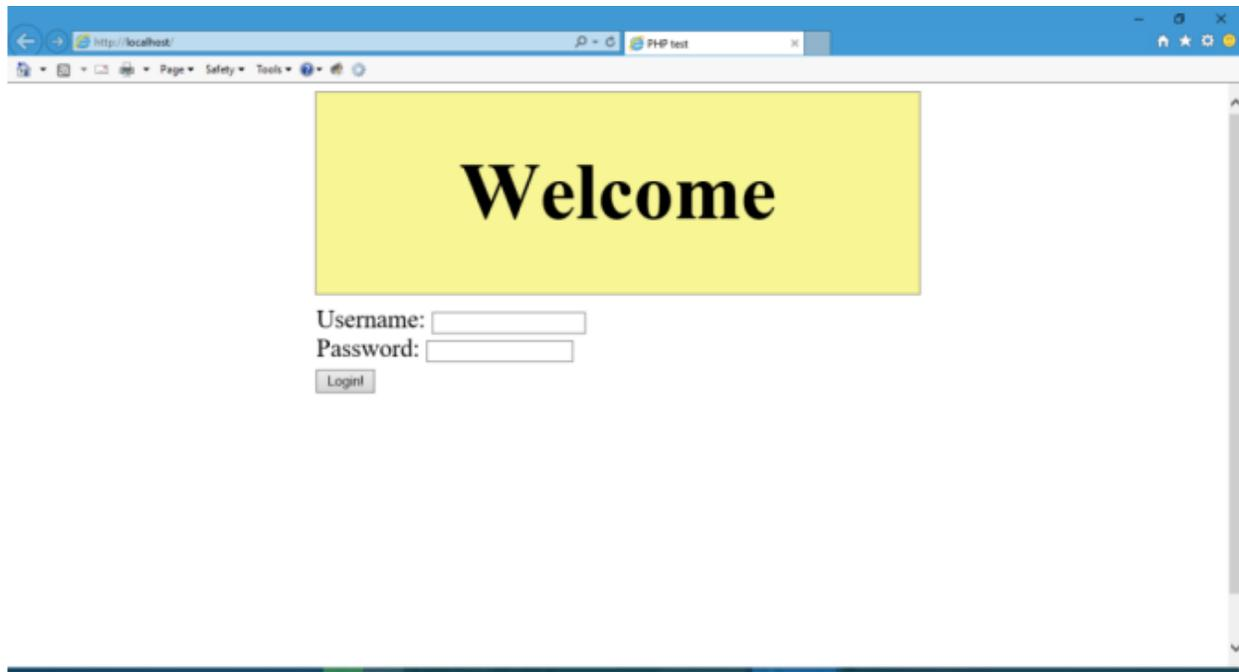 http://localhost/
PHP test
Page Safety Tools
Welcome
Username:
Password:
Login!